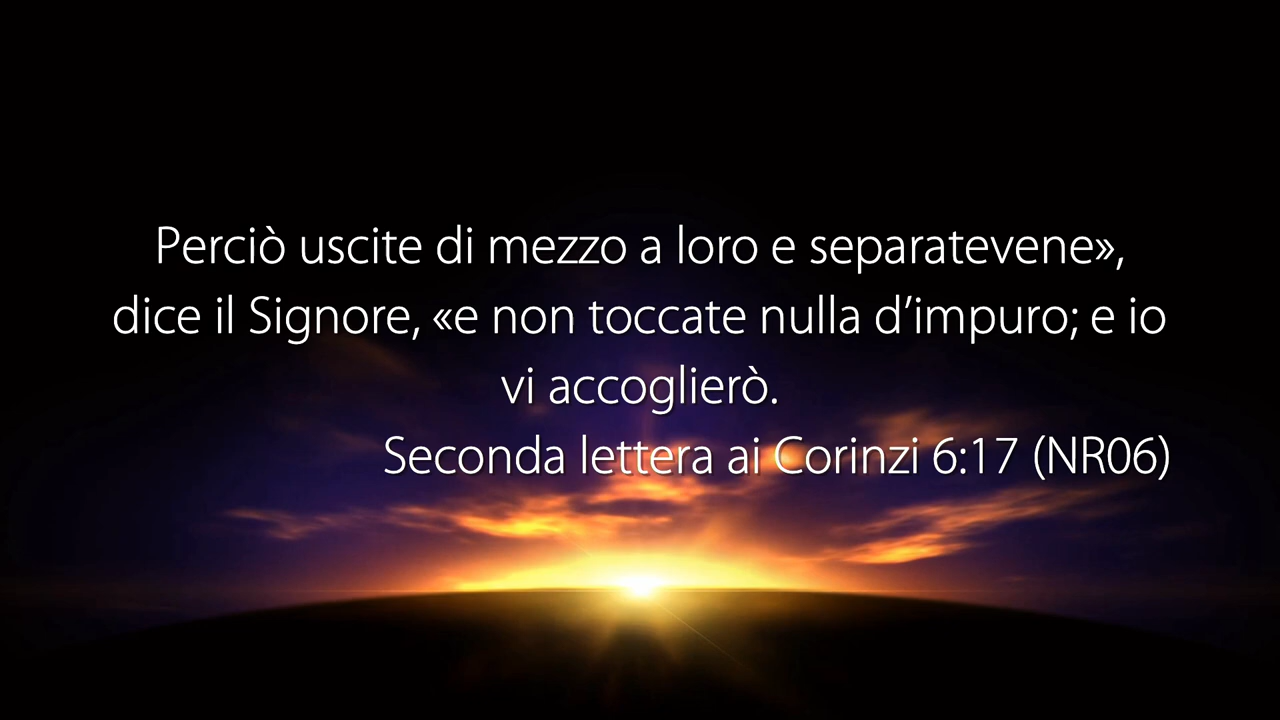 Perciò uscite di mezzo a loro e separatevene»,
dice il Signore, «e non toccate nulla d’impuro; e io
vi accoglierò.
Seconda lettera ai Corinzi 6:17 (NR06)